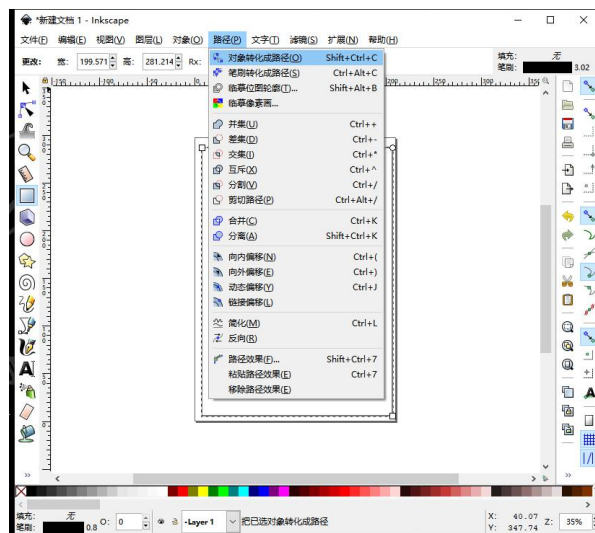 *新建文档 1 - Inkscape
文件(F) 编辑(E) 视图(V) 图层(L) 对象(O) 路径(P) 文字(T) 滤镜(S) 扩展(N) 帮助(H)
更改: 宽: 199.571 高: 281.214 Rx: 填充: 无
笔刷: 3.02
对象转化成路径(O) Shift+Ctrl+C
笔刷转化成路径(S) Ctrl+Alt+C
临摹位图轮廓(T)... Shift+Alt+B
临摹像素画...
并集(U) Ctrl++
差集(D) Ctrl+-
交集(I) Ctrl+*
互斥(X) Ctrl+^
分割(V) Ctrl+/
剪切路径(P) Ctrl+Alt+/
合并(C) Ctrl+K
分离(A) Shift+Ctrl+K
向内偏移(N) Ctrl+(
向外偏移(E) Ctrl+)
动态偏移(Y) Ctrl+J
链接偏移(L)
简化(M) Ctrl+L
反向(R)
路径效果(F)... Shift+Ctrl+7
粘贴路径效果(E) Ctrl+7
移除路径效果(E)
填充: 无
笔刷: 0.8 O: 0 -Layer 1 把已选对象转化成路径
X: 40.07
Y: 347.74 Z: 35%